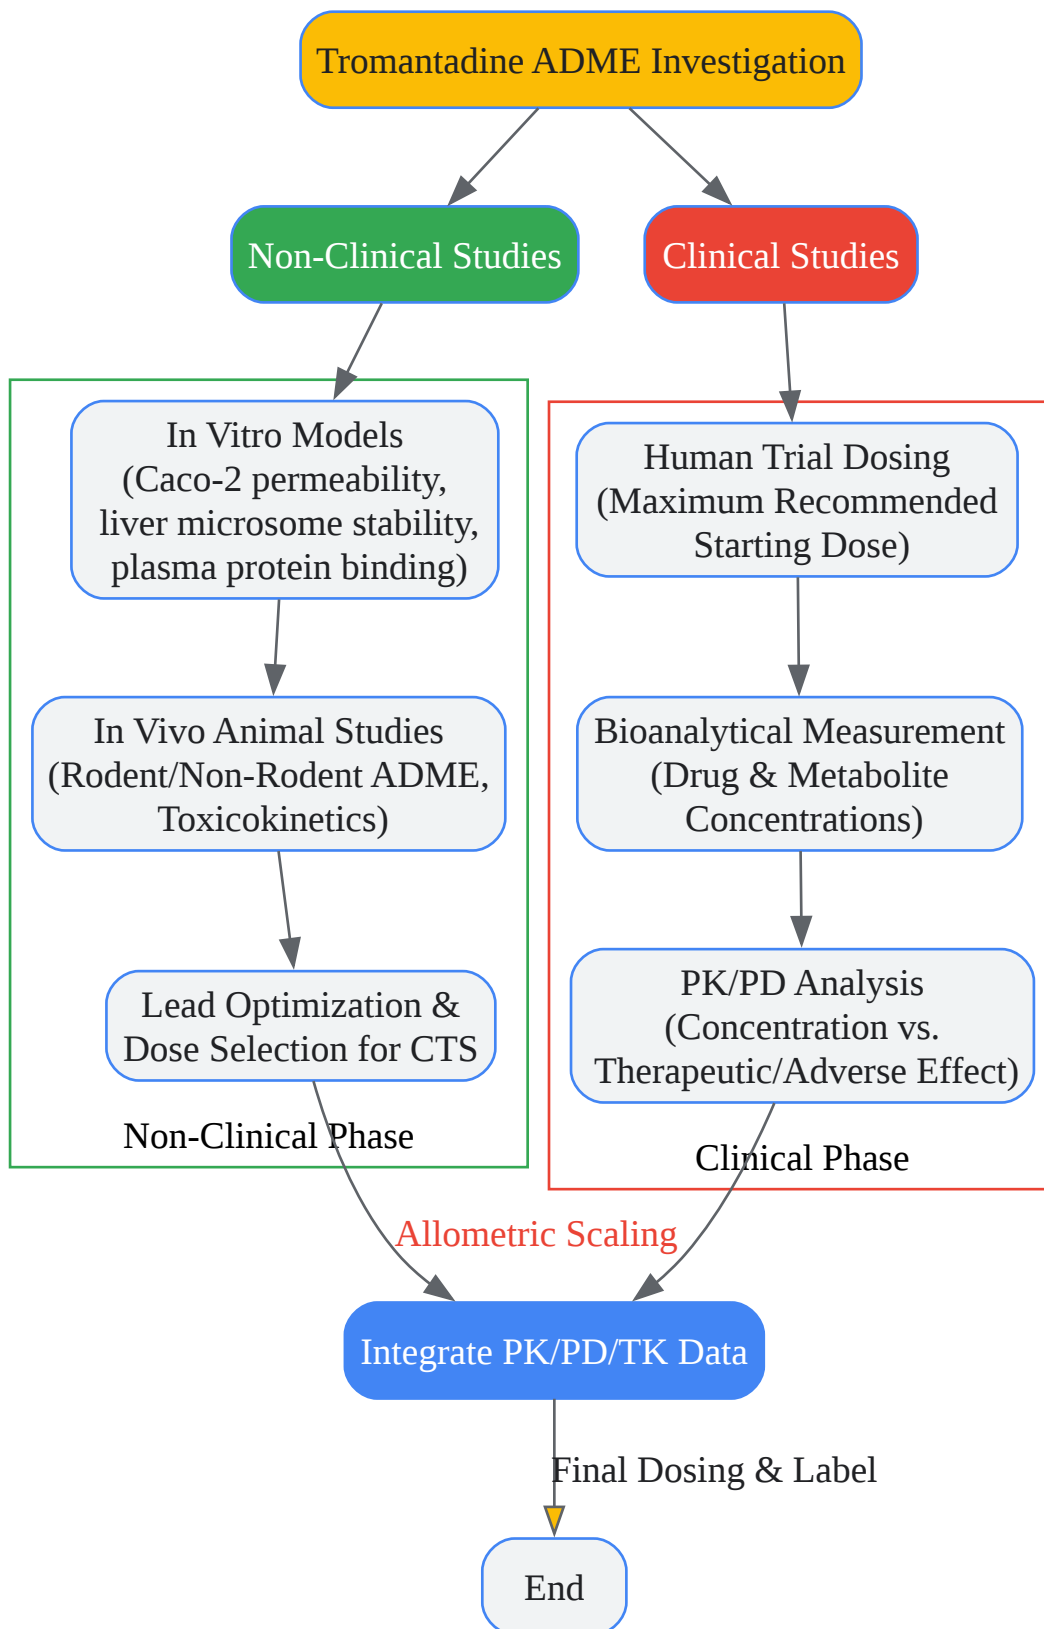 Tromantadine ADME Investigation
Non-Clinical Studies
Clinical Studies
In Vitro Models
(Caco-2 permeability,
liver microsome stability,
plasma protein binding)
In Vivo Animal Studies
(Rodent/Non-Rodent ADME,
Toxicokinetics)
Lead Optimization &
Dose Selection for CTS
Non-Clinical Phase
Human Trial Dosing
(Maximum Recommended
Starting Dose)
Bioanalytical Measurement
(Drug & Metabolite
Concentrations)
PK/PD Analysis
(Concentration vs.
Therapeutic/Adverse Effect)
Clinical Phase
Allometric Scaling
Integrate PK/PD/TK Data
Final Dosing & Label
End